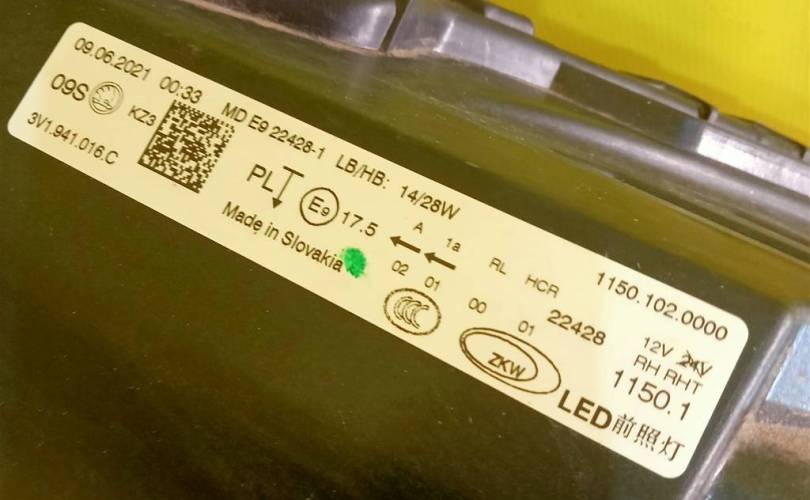 09.06.2021 00:33 MD E9 22428-1 LB/HB: 14/28W 1150.102.0000
09S KZ3 PL E9 17.5 A 1a RL HCR 22428 12V 24V
02 01 00 01 RH RHT
3V1.941.016.C Made in Slovakia CCC ZKW 1150.1
LED前照灯